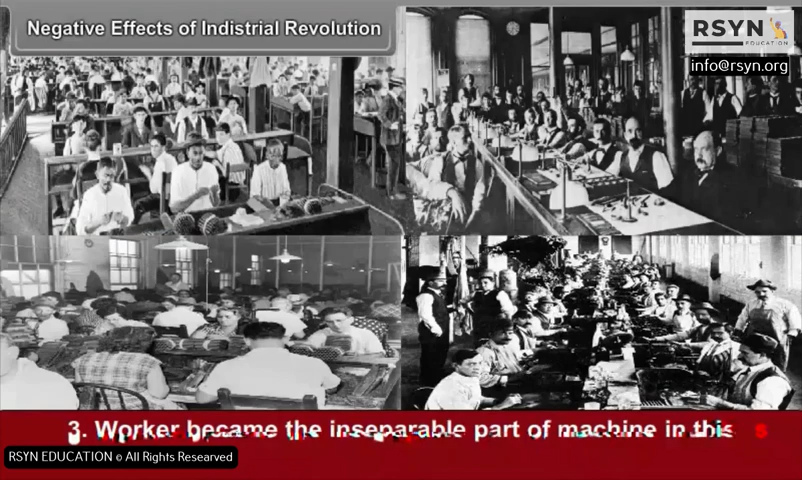 Negative Effects of Indistrial Revolution
RSYN
EDUCATION
info@rsyn.org
3. Worker became the inseparable part of machine in this
RSYN EDUCATION © All Rights Researved